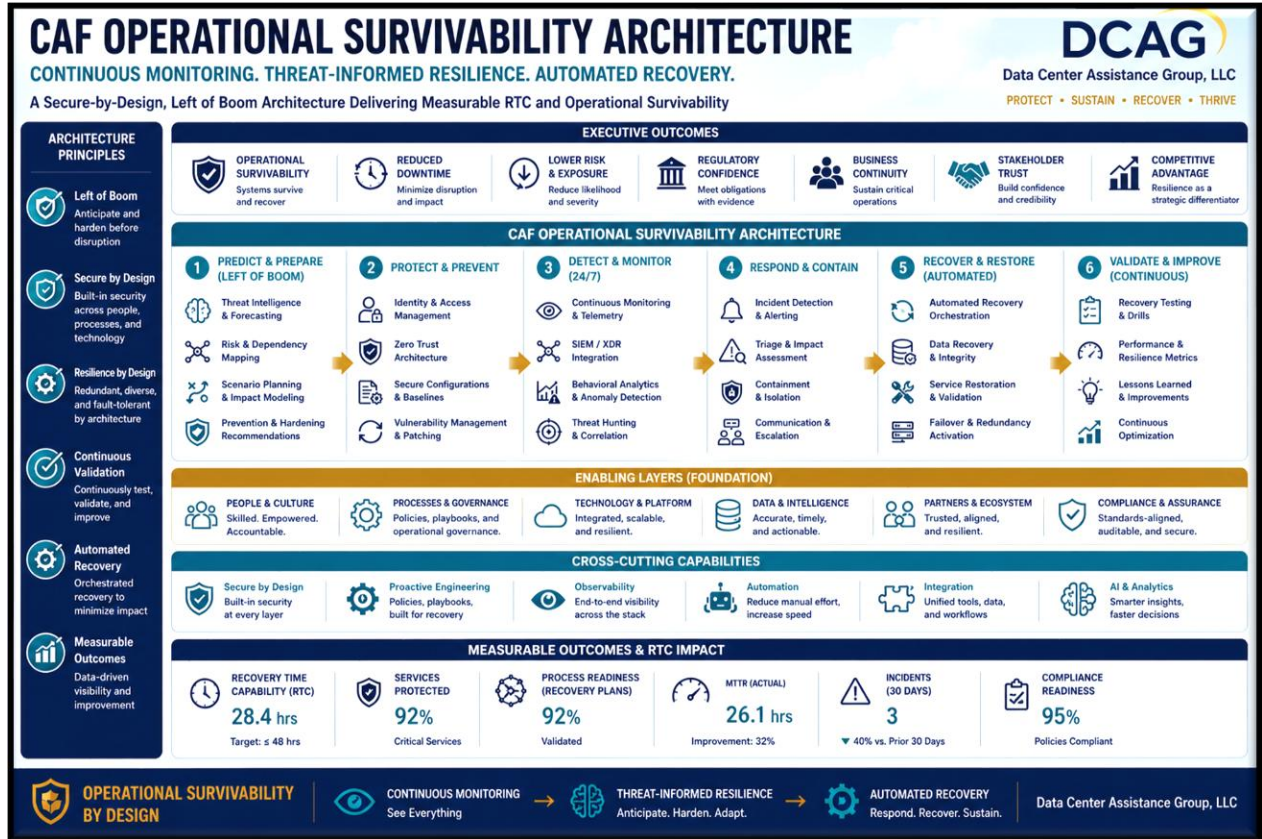 CAF OPERATIONAL SURVIVABILITY ARCHITECTURE
CONTINUOUS MONITORING. THREAT-INFORMED RESILIENCE. AUTOMATED RECOVERY.
A Secure-by-Design, Left of Boom Architecture Delivering Measurable RTC and Operational Survivability
DCAG
Data Center Assistance Group, LLC
PROTECT • SUSTAIN • RECOVER • THRIVE
ARCHITECTURE
PRINCIPLES
Left of Boom
Anticipate and
harden before
disruption
Secure by Design
Built-in security
across people,
processes, and
technology
Resilience by Design
Redundant, diverse,
and fault-tolerant
by architecture
Continuous
Validation
Continuously test,
validate, and
improve
Automated
Recovery
Orchestrated
recovery to
minimize impact
Measurable
Outcomes
Data-driven
visibility and
improvement
EXECUTIVE OUTCOMES
OPERATIONAL
SURVIVABILITY
Systems survive
and recover
REDUCED
DOWNTIME
Minimize disruption
and impact
LOWER RISK
& EXPOSURE
Reduce likelihood
and severity
REGULATORY
CONFIDENCE
Meet obligations
with evidence
BUSINESS
CONTINUITY
Sustain critical
operations
STAKEHOLDER
TRUST
Build confidence
and credibility
COMPETITIVE
ADVANTAGE
Resilience as a
strategic differentiator
CAF OPERATIONAL SURVIVABILITY ARCHITECTURE
1 PREDICT & PREPARE
(LEFT OF BOOM)
Threat Intelligence
& Forecasting
Risk & Dependency
Mapping
Scenario Planning
& Impact Modeling
Prevention & Hardening
Recommendations
2 PROTECT & PREVENT
Identity & Access
Management
Zero Trust
Architecture
Secure Configurations
& Baselines
Vulnerability Management
& Patching
3 DETECT & MONITOR
(24/7)
Continuous Monitoring
& Telemetry
SIEM / XDR
Integration
Behavioral Analytics
& Anomaly Detection
Threat Hunting
& Correlation
4 RESPOND & CONTAIN
Incident Detection
& Alerting
Triage & Impact
Assessment
Containment
& Isolation
Communication &
Escalation
5 RECOVER & RESTORE
(AUTOMATED)
Automated Recovery
Orchestration
Data Recovery
& Integrity
Service Restoration
& Validation
Failover & Redundancy
Activation
6 VALIDATE & IMPROVE
(CONTINUOUS)
Recovery Testing
& Drills
Performance &
Resilience Metrics
Lessons Learned
& Improvements
Continuous
Optimization
ENABLING LAYERS (FOUNDATION)
PEOPLE & CULTURE
Skilled. Empowered.
Accountable.
PROCESSES & GOVERNANCE
Policies, playbooks, and
operational governance.
TECHNOLOGY & PLATFORM
Integrated, scalable,
and resilient.
DATA & INTELLIGENCE
Accurate, timely,
and actionable.
PARTNERS & ECOSYSTEM
Trusted, aligned,
and resilient.
COMPLIANCE & ASSURANCE
Standards-aligned,
auditable, and secure.
CROSS-CUTTING CAPABILITIES
Secure by Design
Built-in security
at every layer
Proactive Engineering
Policies, playbooks,
built for recovery
Observability
End-to-end visibility
across the stack
Automation
Reduce manual effort,
increase speed
Integration
Unified tools, data,
and workflows
AI & Analytics
Smarter insights,
faster decisions
MEASURABLE OUTCOMES & RTC IMPACT
RECOVERY TIME
CAPABILITY (RTC)
28.4 hrs
Target: ≤ 48 hrs
SERVICES
PROTECTED
92%
Critical Services
PROCESS READINESS
(RECOVERY PLANS)
92%
Validated
MTTR (ACTUAL)
26.1 hrs
Improvement: 32%
INCIDENTS
(30 DAYS)
3
▼ 40% vs. Prior 30 Days
COMPLIANCE
READINESS
95%
Policies Compliant
OPERATIONAL SURVIVABILITY
BY DESIGN
CONTINUOUS MONITORING
See Everything
THREAT-INFORMED RESILIENCE
Anticipate. Harden. Adapt.
AUTOMATED RECOVERY
Respond. Recover. Sustain.
Data Center Assistance Group, LLC